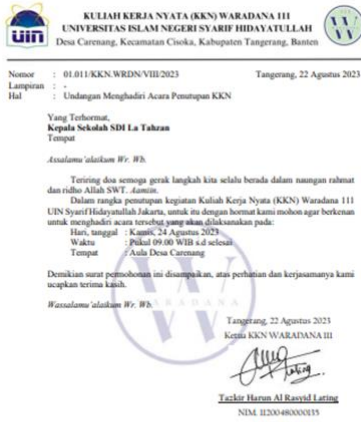 KULIAH KERJA NYATA (KKN) WARADANA 111
UNIVERSITAS ISLAM NEGERI SYARIF HIDAYATULLAH
Desa Carenang, Kecamatan Cisoka, Kabupaten Tangerang, Banten
UIN
Nomor : 01.011/KKN.WRDN/VIII/2023 Tangerang, 22 Agustus 2023
Lampiran : -
Hal : Undangan Menghadiri Acara Penutupan KKN
Yang Terhormat,
Kepala Sekolah SDI La Tahzan
Tempat
Assalamu'alaikum Wr. Wb.
Teriring doa semoga gerak langkah kita selalu berada dalam naungan rahmat
dan ridho Allah SWT. Aamiin.
Dalam rangka penutupan kegiatan Kuliah Kerja Nyata (KKN) Waradana 111
UIN Syarif Hidayatullah Jakarta, untuk itu dengan hormat kami mohon agar berkenan
untuk menghadiri acara tersebut yang akan dilaksanakan pada:
Hari, tanggal : Kamis, 24 Agustus 2023
Waktu : Pukul 09.00 WIB s.d selesai
Tempat : Aula Desa Carenang
Demikian surat permohonan ini disampaikan, atas perhatian dan kerjasamanya kami
ucapkan terima kasih.
Wassalamu'alaikum Wr. Wb.
WARADANA
Tangerang, 22 Agustus 2023
Ketua KKN WARADANA 111
Lating
Tazkir Harun Al Rasyid Lating
NIM. 11200480000135